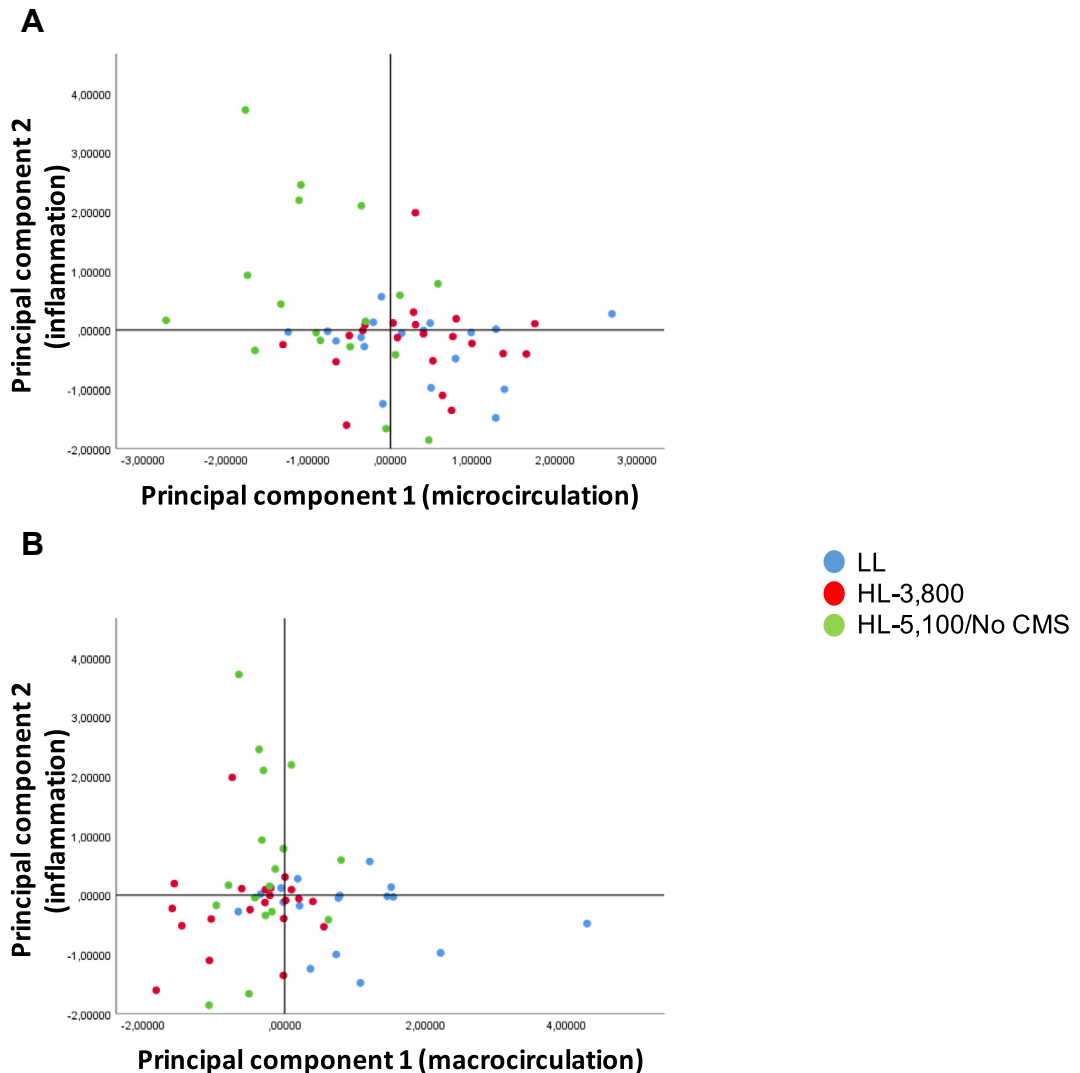 A
Principal component 2
(inflammation)
4,00000
3,00000
2,00000
1,00000
,00000
-1,00000
-2,00000
-3,00000 -2,00000 -1,00000 ,00000 1,00000 2,00000 3,00000
Principal component 1 (microcirculation)
B
LL
HL-3,800
HL-5,100/No CMS
Principal component 2
(inflammation)
4,00000
3,00000
2,00000
1,00000
,00000
-1,00000
-2,00000
-2,00000 ,00000 2,00000 4,00000
Principal component 1 (macrocirculation)